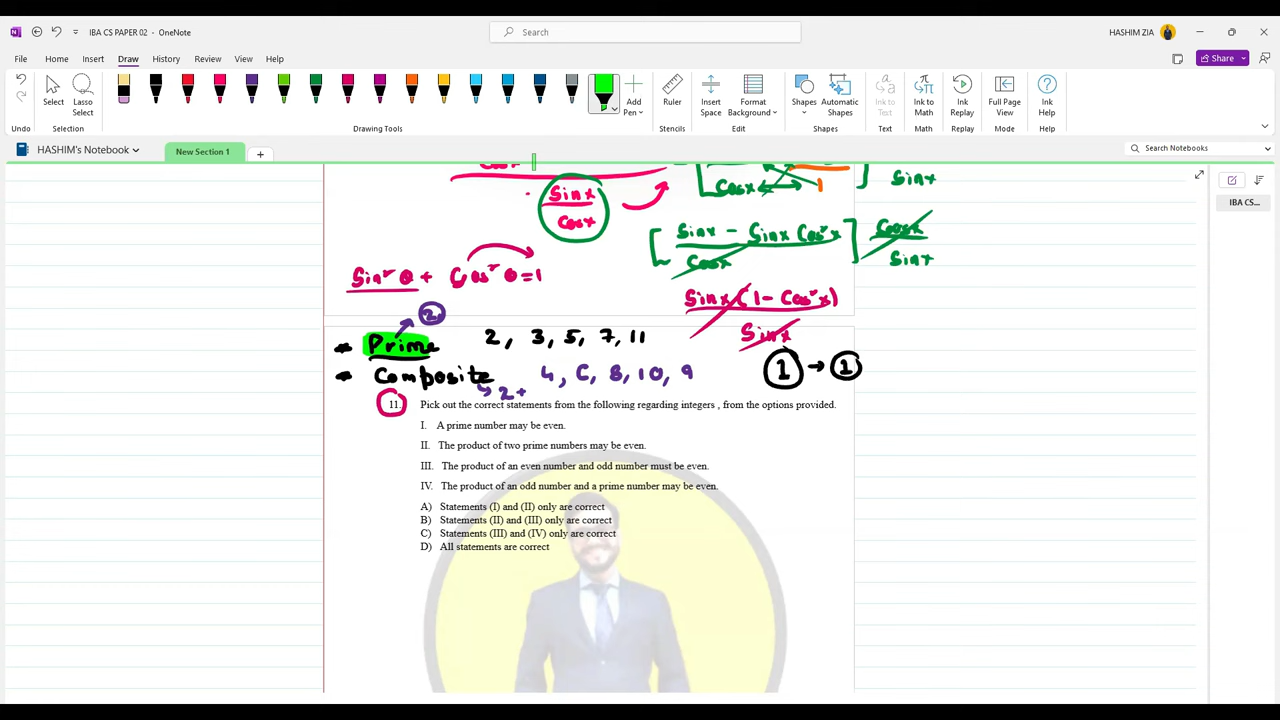 IBA CS PAPER 02 - OneNote
Search
HASHIM ZIA
File Home Insert Draw History Review View Help
Share
Undo
Select
Lasso Select
Selection
Drawing Tools
Add Pen
Ruler
Stencils
Insert Space
Format Background
Edit
Shapes
Automatic Shapes
Shapes
Ink to Text
Text
Ink to Math
Math
Ink Replay
Replay
Full Page View
Mode
Ink Help
Help
HASHIM's Notebook
New Section 1
+
Search Notebooks
IBA CS...
Cosx 1 ] Sinx
Sinx
Cosx
[ Sinx - Sinx Cos²x ] Cosx
Cosx Sinx
Sin²θ + Cos²θ=1
Sinx (1 - Cos²x)
Sinx
2
Prime 2, 3, 5, 7, 11
Composite 4, 6, 8, 10, 9
1 → 1
2+
11. Pick out the correct statements from the following regarding integers , from the options provided.
I. A prime number may be even.
II. The product of two prime numbers may be even.
III. The product of an even number and odd number must be even.
IV. The product of an odd number and a prime number may be even.
A) Statements (I) and (II) only are correct
B) Statements (II) and (III) only are correct
C) Statements (III) and (IV) only are correct
D) All statements are correct